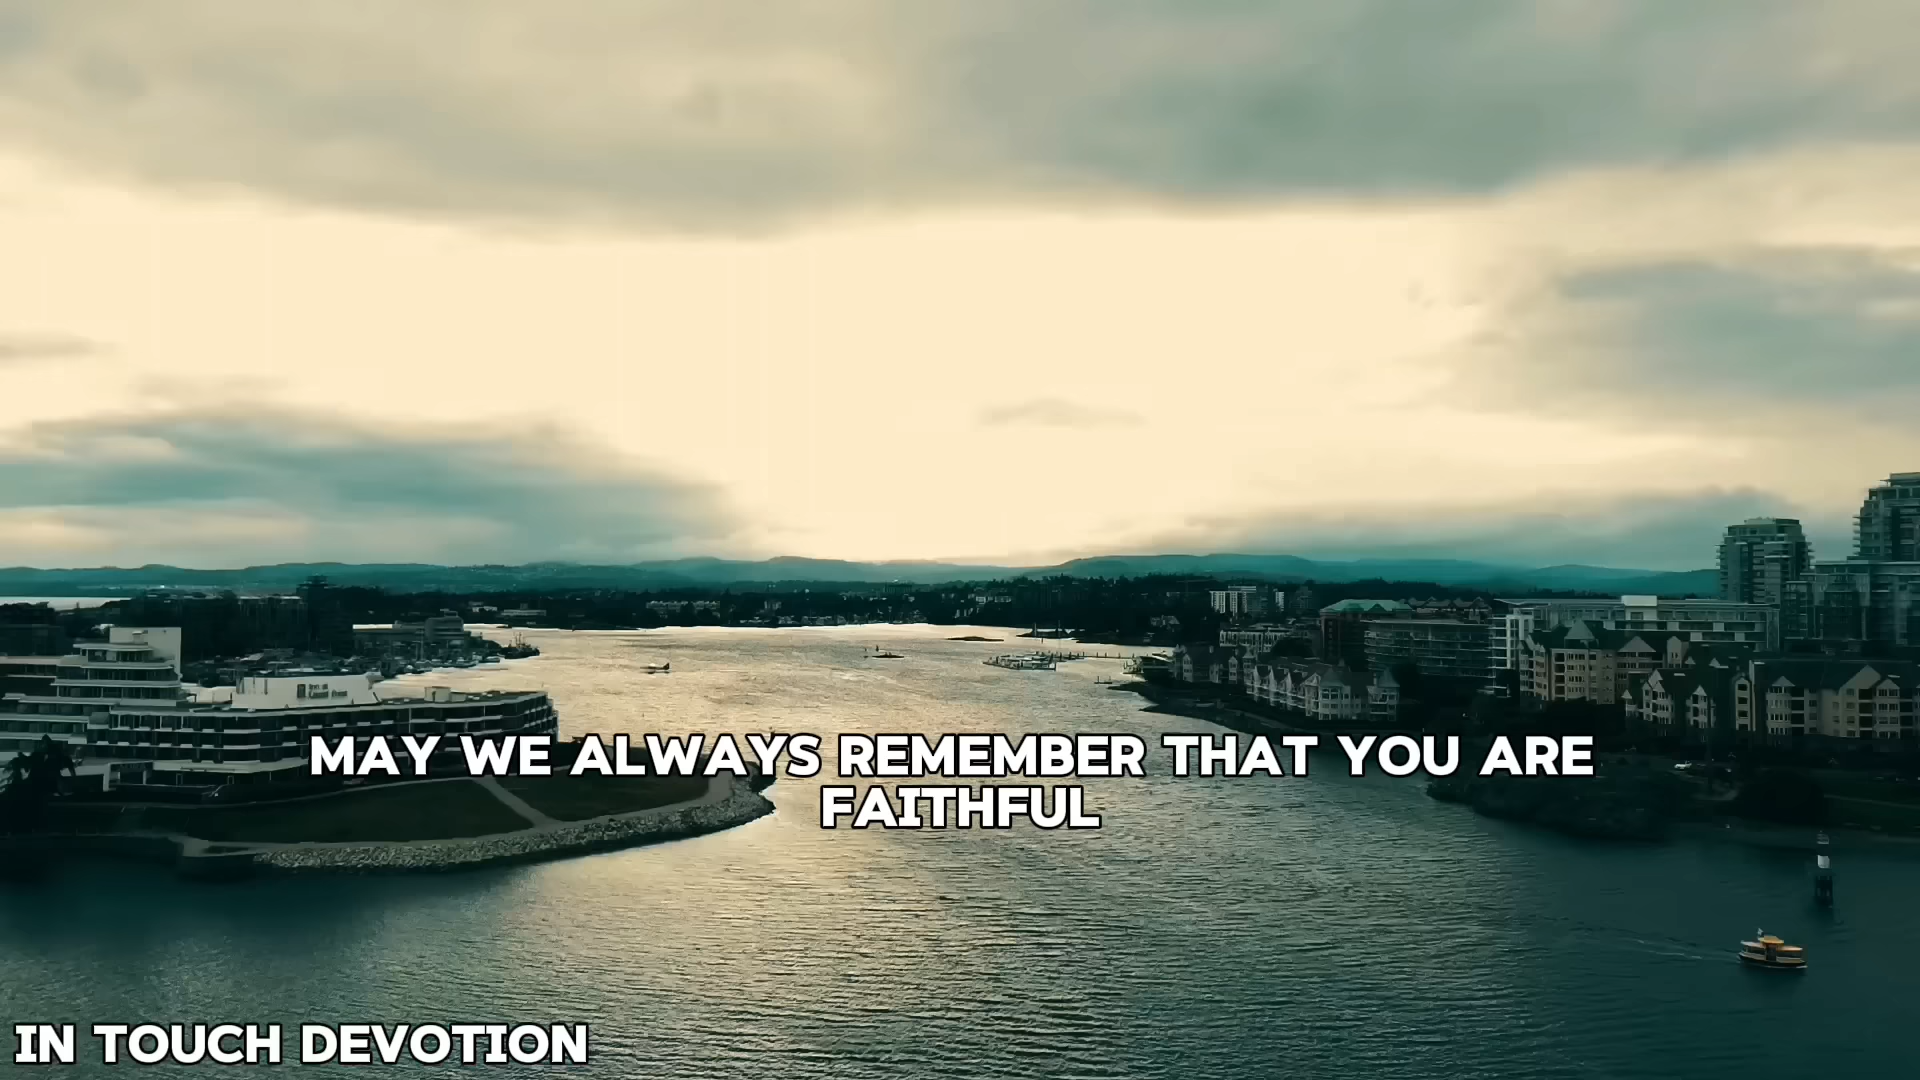 MAY WE ALWAYS REMEMBER THAT YOU ARE
FAITHFUL
IN TOUCH DEVOTION